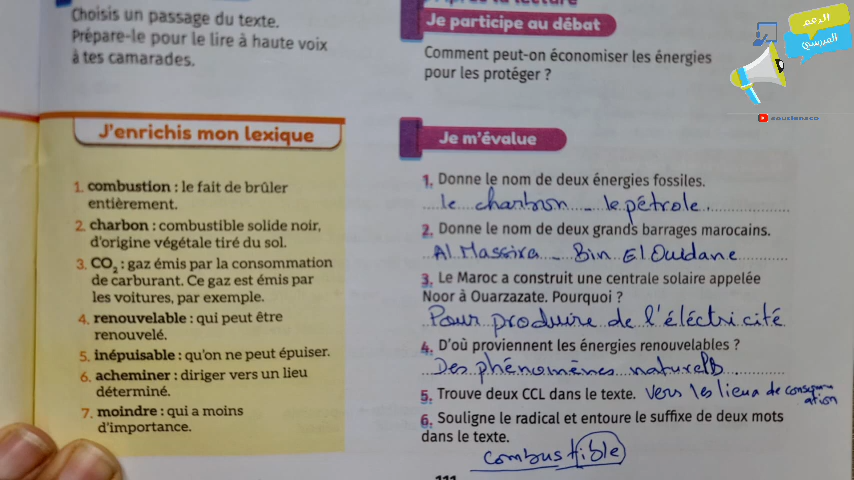 Choisis un passage du texte.
Prépare-le pour le lire à haute voix
à tes camarades.
J'enrichis mon lexique
1. combustion : le fait de brûler
entièrement.
2. charbon : combustible solide noir,
d'origine végétale tiré du sol.
3. CO₂ : gaz émis par la consommation
de carburant. Ce gaz est émis par
les voitures, par exemple.
4. renouvelable : qui peut être
renouvelé.
5. inépuisable : qu'on ne peut épuiser.
6. acheminer : diriger vers un lieu
déterminé.
7. moindre : qui a moins
d'importance.
Je participe au débat
Comment peut-on économiser les énergies
pour les protéger ?
Je m'évalue
1. Donne le nom de deux énergies fossiles.
le charbon - le pétrole.
2. Donne le nom de deux grands barrages marocains.
Al Massira - Bin El Ouidane
3. Le Maroc a construit une centrale solaire appelée
Noor à Ouarzazate. Pourquoi ?
Pour produire de l'éléctricité
4. D'où proviennent les énergies renouvelables ?
Des phénomènes naturels.
5. Trouve deux CCL dans le texte. Vers les lieux de consomm
ation
6. Souligne le radical et entoure le suffixe de deux mots
dans le texte.
combustible
111
الدعم
المدرسي